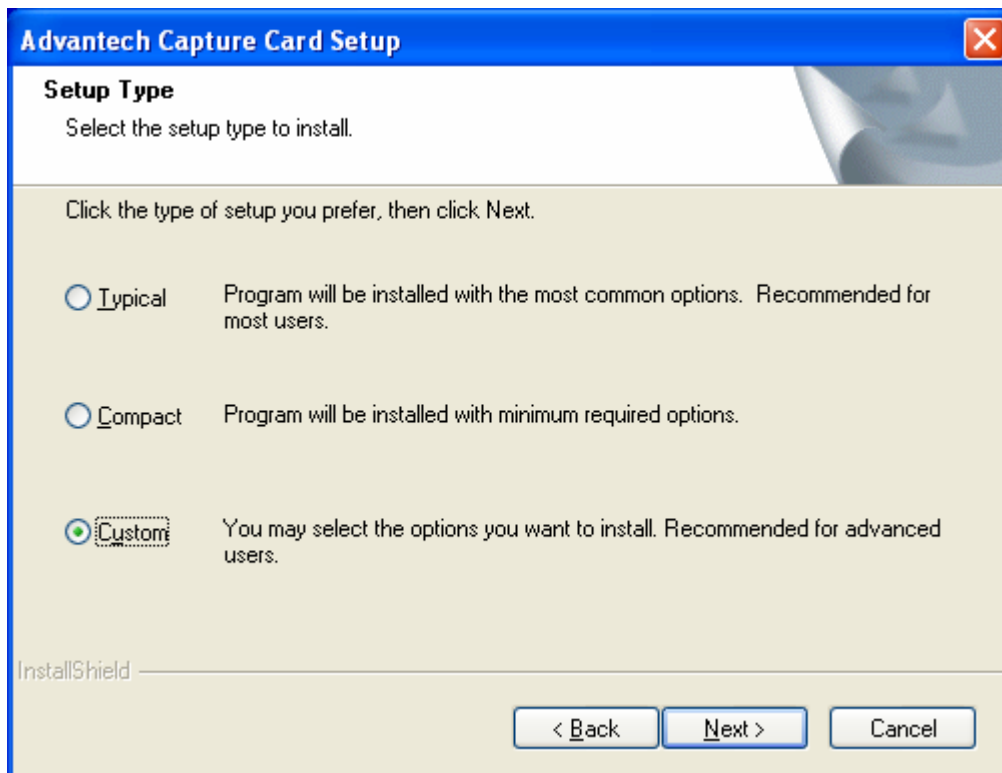 Advantech Capture Card Setup
Setup Type
Select the setup type to install.
Click the type of setup you prefer, then click Next.
Typical
Program will be installed with the most common options.  Recommended for
most users.
Compact
Program will be installed with minimum required options.
Custom
You may select the options you want to install. Recommended for advanced
users.
InstallShield
< Back
Next >
Cancel